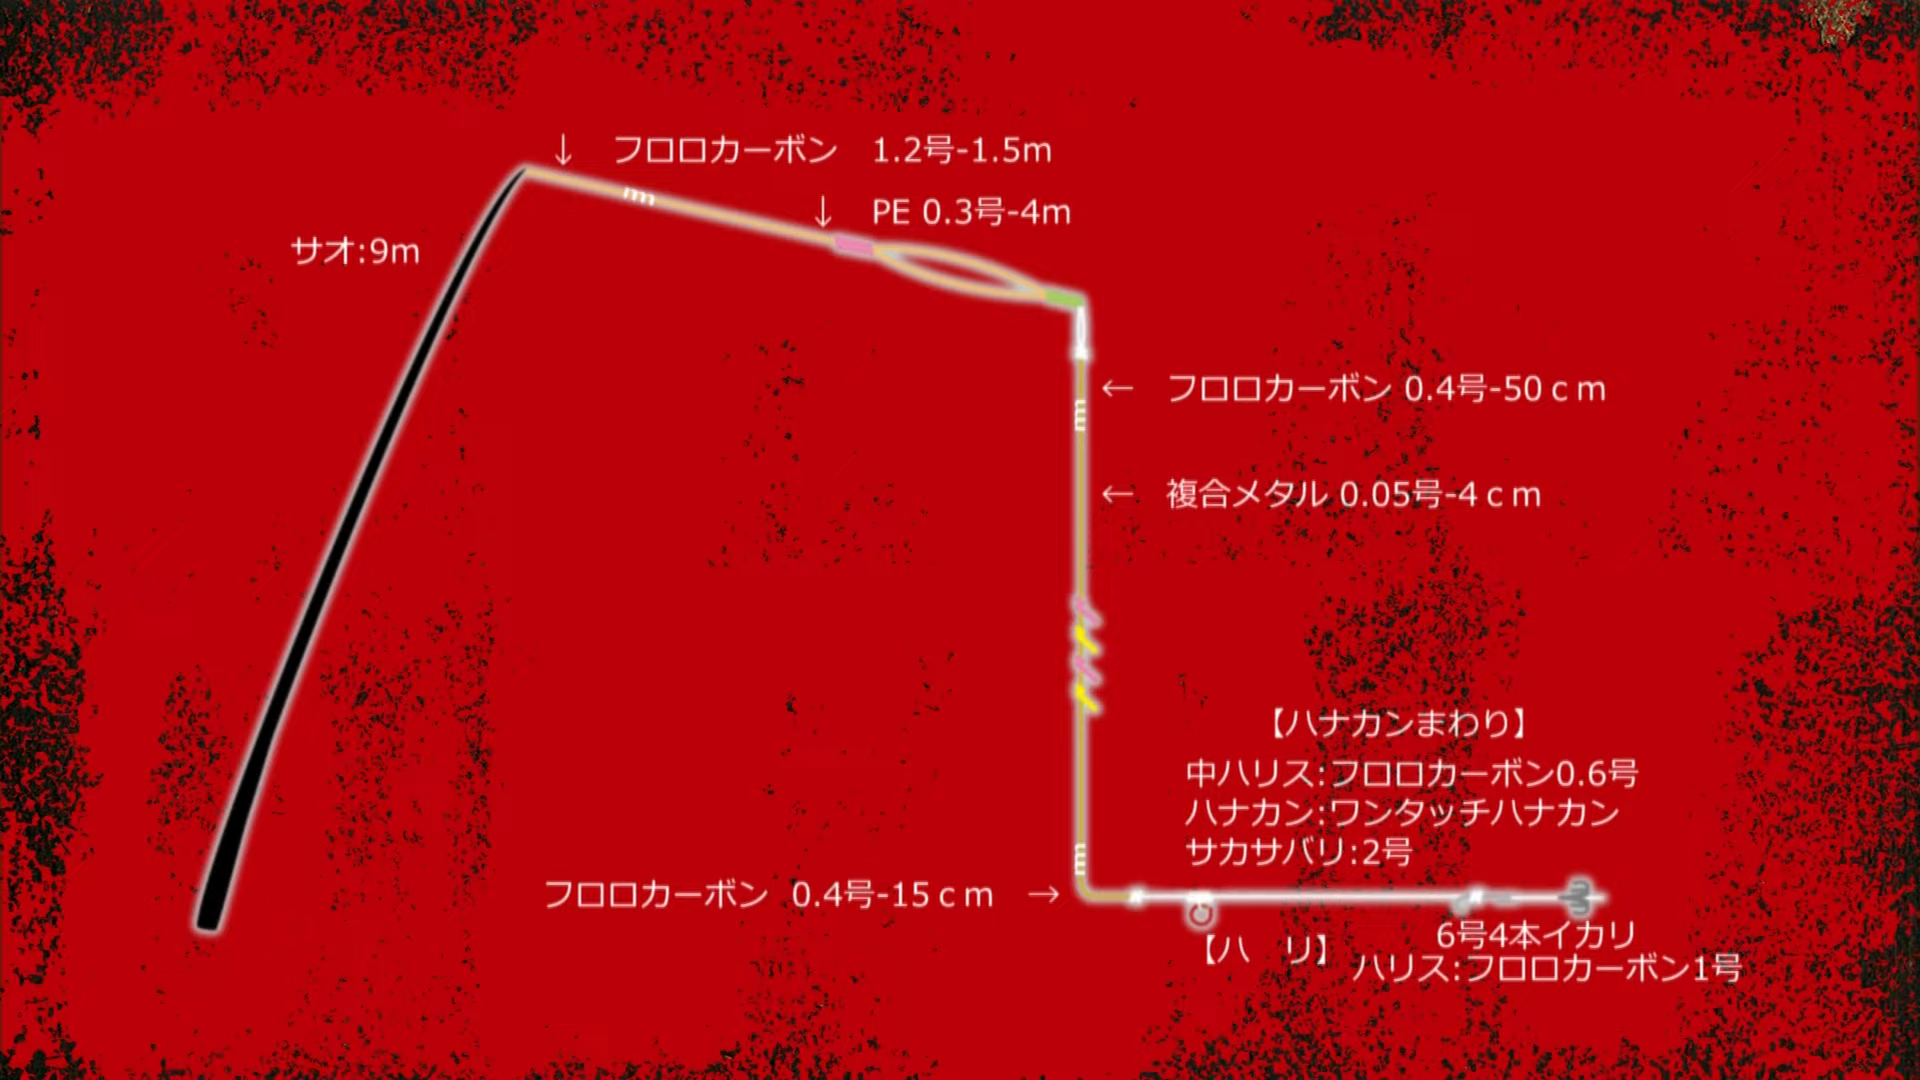 ↓ フロロカーボン 1.2号-1.5m
↓ PE 0.3号-4m
サオ:9m
← フロロカーボン 0.4号-50cm
← 複合メタル 0.05号-4cm
【ハナカンまわり】
中ハリス:フロロカーボン0.6号
ハナカン:ワンタッチハナカン
サカサバリ:2号
フロロカーボン 0.4号-15cm →
【ハ リ】
6号4本イカリ
ハリス:フロロカーボン1号